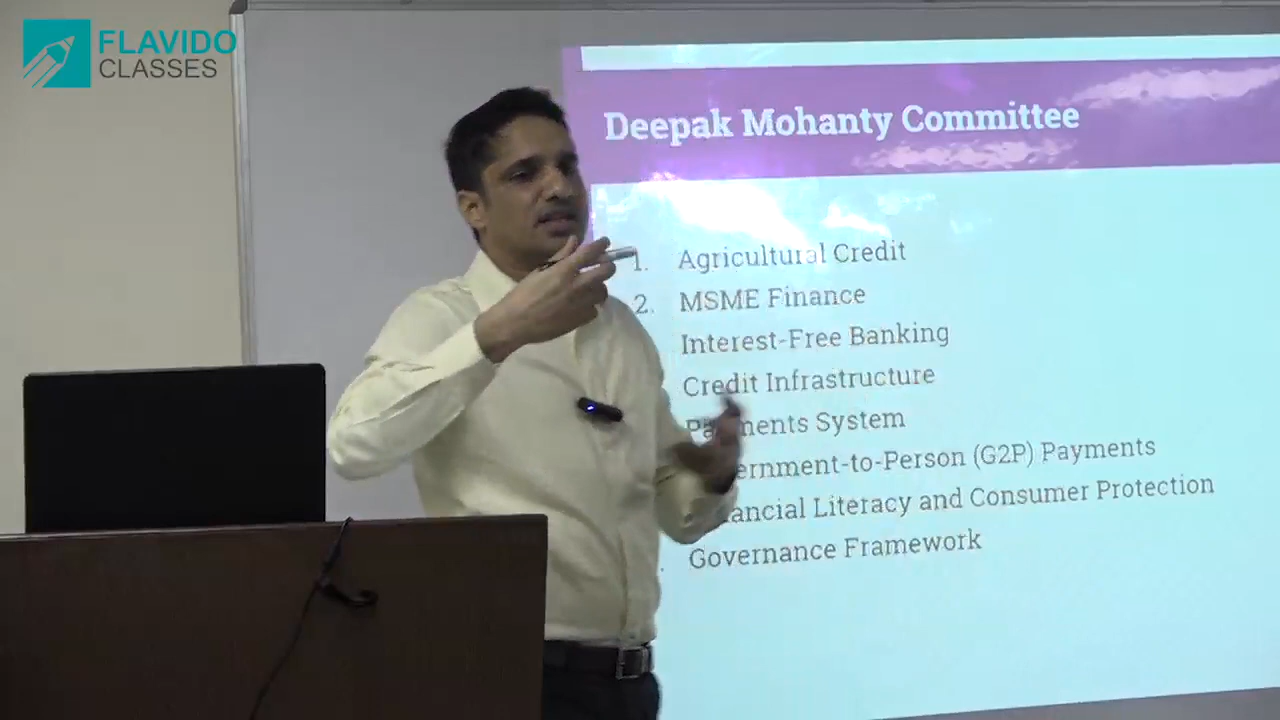 FLAVIDO
CLASSES
Deepak Mohanty Committee
1. Agricultural Credit
2. MSME Finance
Interest-Free Banking
Credit Infrastructure
System
ernment-to-Person (G2P) Payments
ancial Literacy and Consumer Protection
Governance Framework